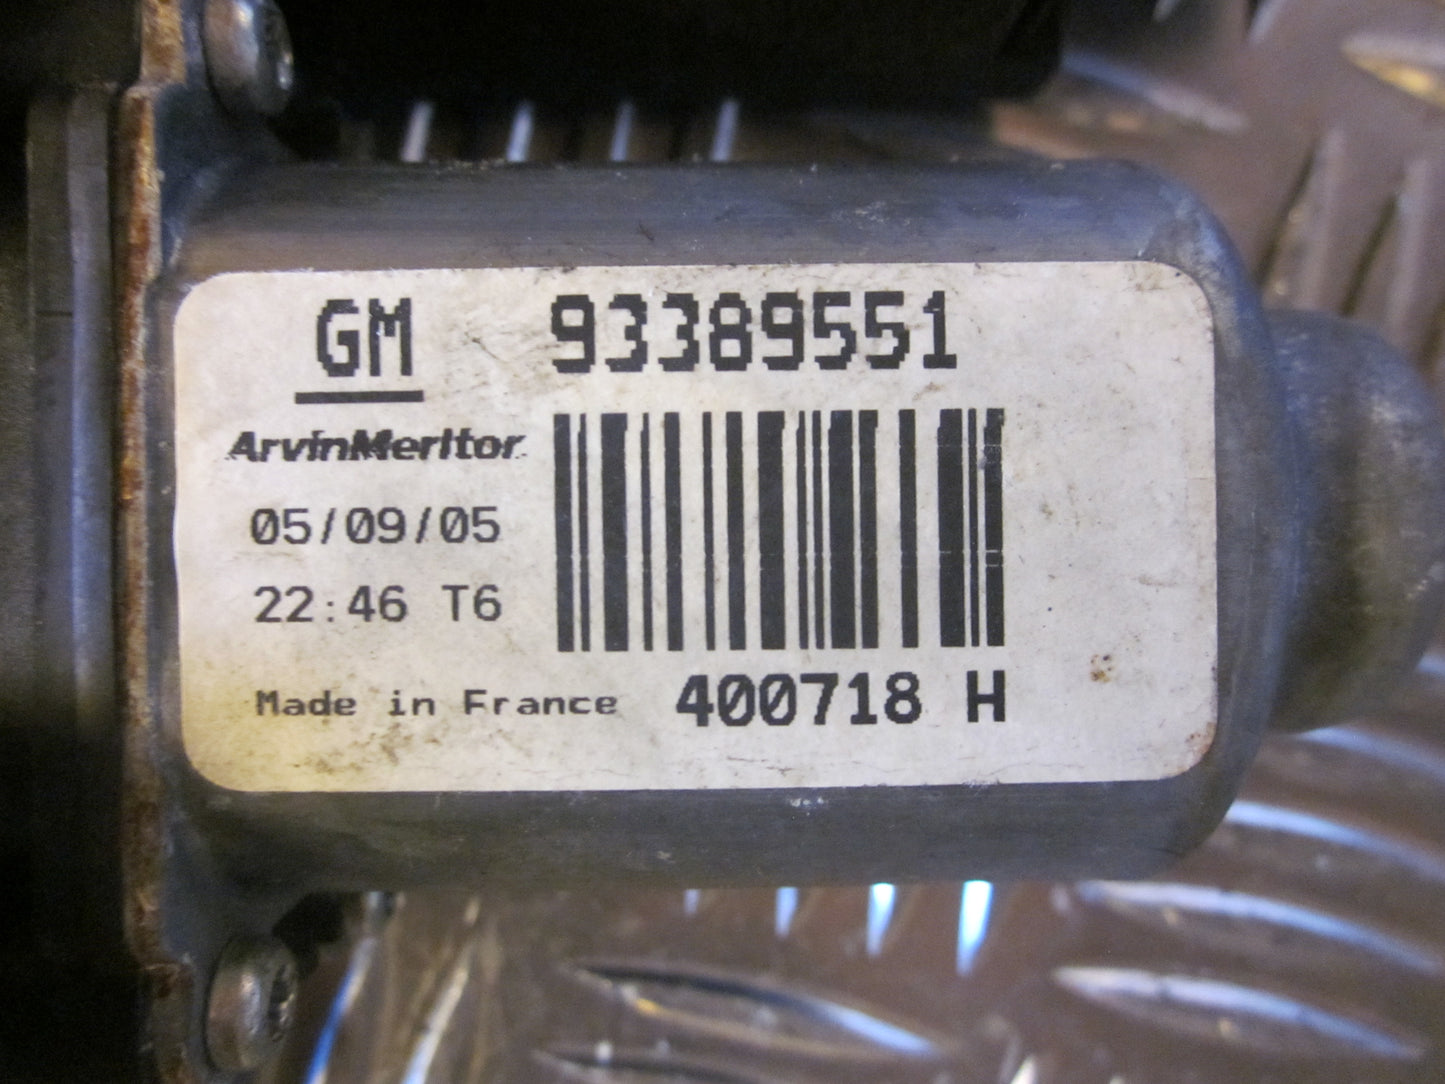 GM 93389551
ArvinMeritor
05/09/05
22:46 T6
Made in France 400718 H